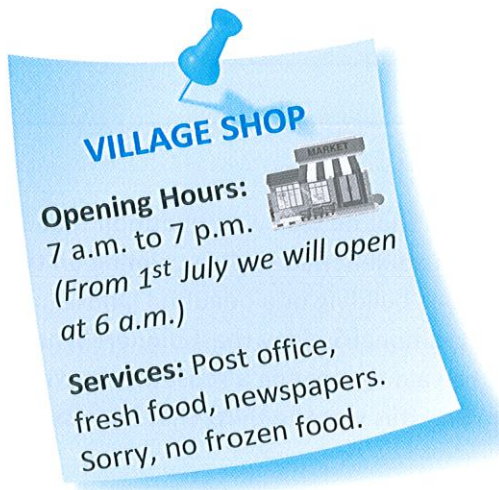 VILLAGE SHOP
MARKET
Opening Hours:
7 a.m. to 7 p.m.
(From 1st July we will open
at 6 a.m.)
Services: Post office,
fresh food, newspapers.
Sorry, no frozen food.